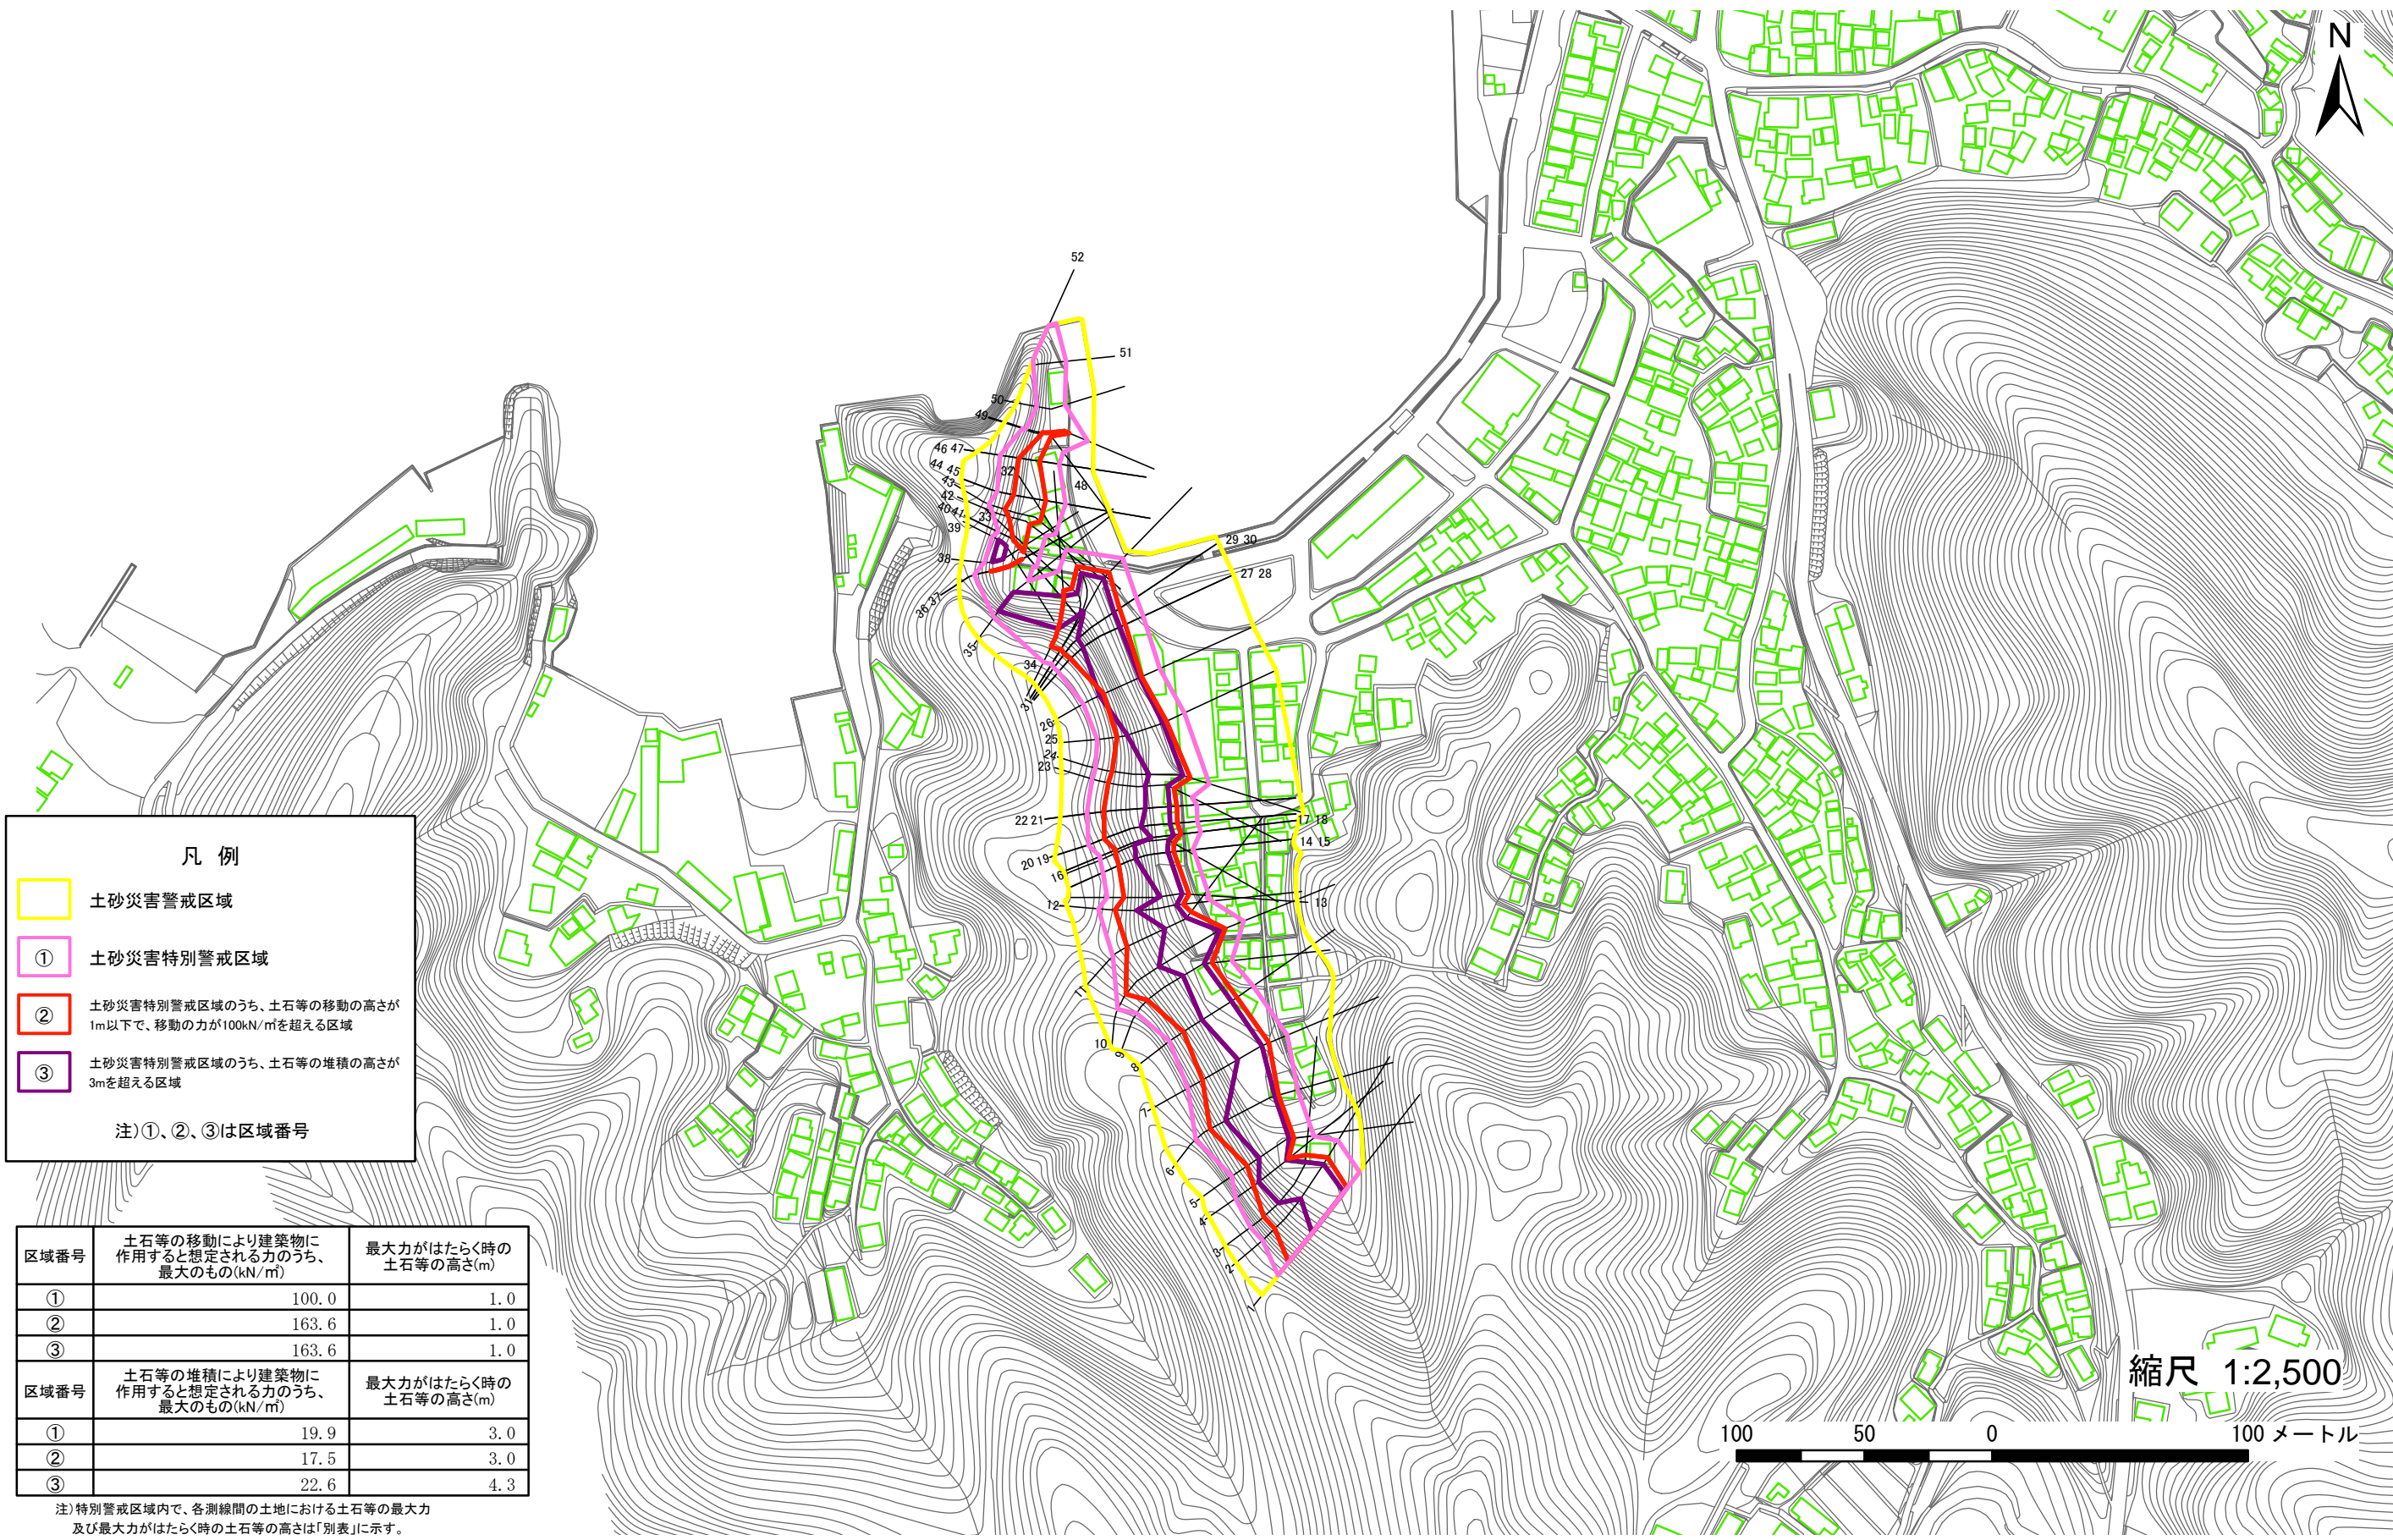 N
52
51
50
49
46 47
44 45
43
42
40 41
39
38
36 37
35
34
33
32
31
48
29 30
27 28
26
25
24
23
22 21
20 19
17 18
14 15
16
12
13
11
10
9
8
7
6
5
4
3
2
1
凡 例
土砂災害警戒区域
① 土砂災害特別警戒区域
② 土砂災害特別警戒区域のうち、土石等の移動の高さが
1m以下で、移動の力が100kN/㎡を超える区域
③ 土砂災害特別警戒区域のうち、土石等の堆積の高さが
3mを超える区域
注)①、②、③は区域番号
区域番号 土石等の移動により建築物に作用すると想定される力のうち、最大のもの(kN/㎡) 最大力がはたらく時の土石等の高さ(m)
① 100.0 1.0
② 163.6 1.0
③ 163.6 1.0
区域番号 土石等の堆積により建築物に作用すると想定される力のうち、最大のもの(kN/㎡) 最大力がはたらく時の土石等の高さ(m)
① 19.9 3.0
② 17.5 3.0
③ 22.6 4.3
注)特別警戒区域内で、各測線間の土地における土石等の最大力
及び最大力がはたらく時の土石等の高さは「別表」に示す。
縮尺 1:2,500
100 50 0 100 メートル